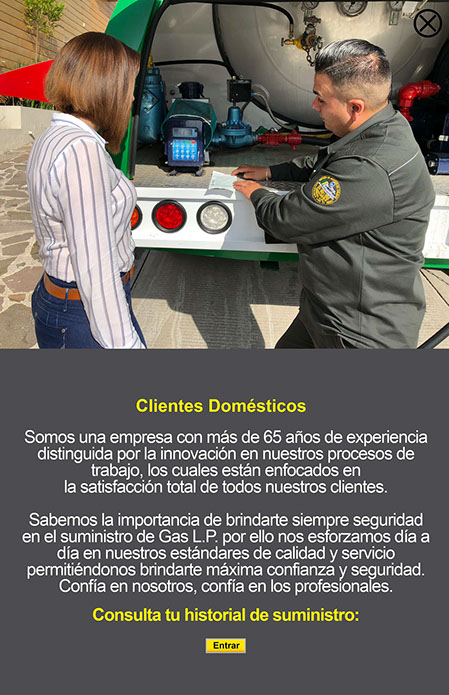 Clientes Domésticos
Somos una empresa con más de 65 años de experiencia
distinguida por la innovación en nuestros procesos de
trabajo, los cuales están enfocados en
la satisfacción total de todos nuestros clientes.
Sabemos la importancia de brindarte siempre seguridad
en el suministro de Gas L.P. por ello nos esforzamos día a
día en nuestros estándares de calidad y servicio
permitiéndonos brindarte máxima confianza y seguridad.
Confía en nosotros, confía en los profesionales.
Consulta tu historial de suministro:
Entrar